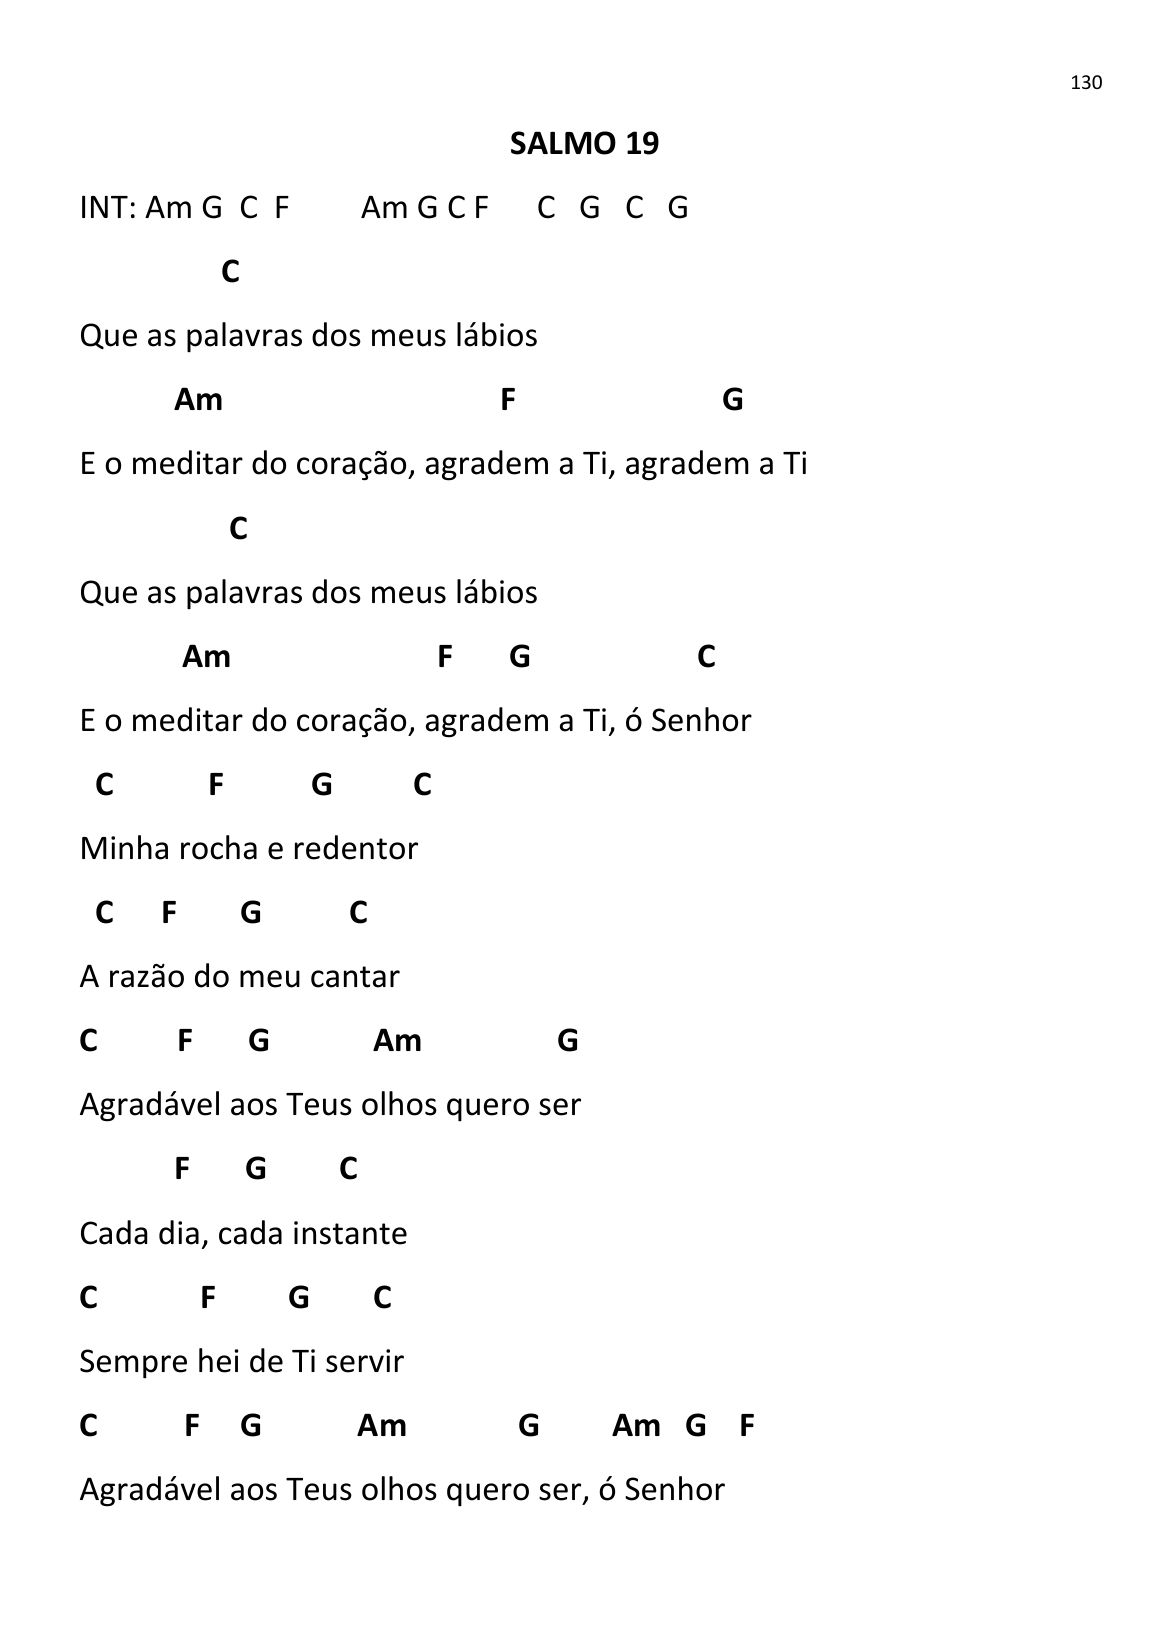 130
SALMO 19
INT: Am G C F Am G C F C G C G
C
Que as palavras dos meus lábios
Am F G
E o meditar do coração, agradem a Ti, agradem a Ti
C
Que as palavras dos meus lábios
Am F G C
E o meditar do coração, agradem a Ti, ó Senhor
C F G C
Minha rocha e redentor
C F G C
A razão do meu cantar
C F G Am G
Agradável aos Teus olhos quero ser
F G C
Cada dia, cada instante
C F G C
Sempre hei de Ti servir
C F G Am G Am G F
Agradável aos Teus olhos quero ser, ó Senhor